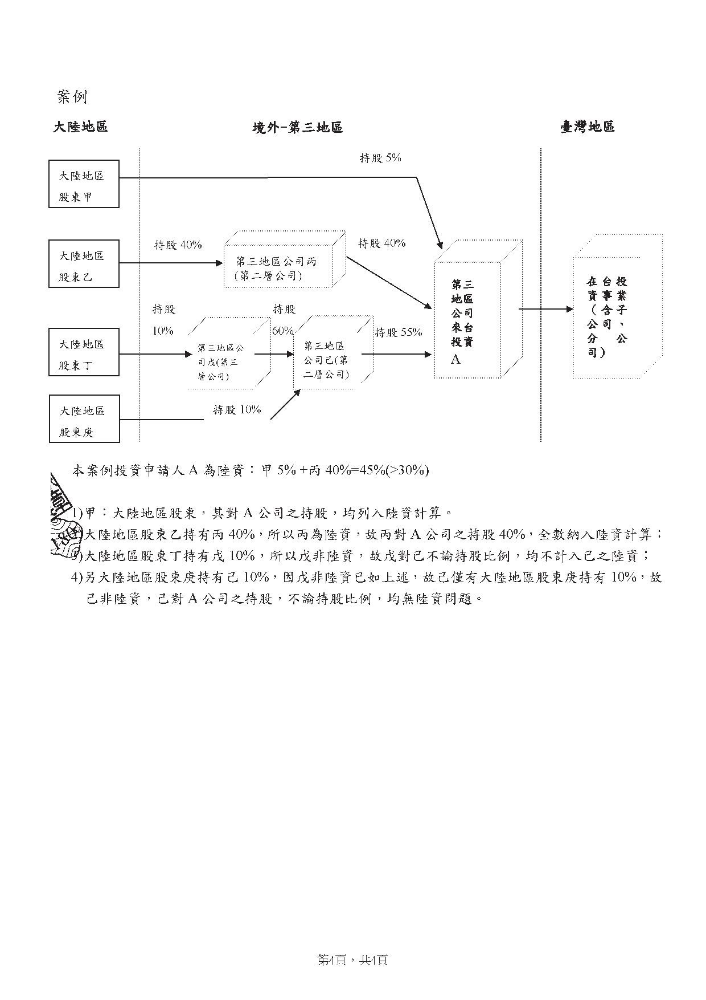 案例
大陸地區
境外-第三地區
臺灣地區
持股 5%
大陸地區
股東甲
持股 40%
持股 40%
大陸地區
股東乙
第三地區公司丙
(第二層公司)
第三
地區
公司
來台
投資
A
在台投
資事業
（含子
公司、
分公
司）
持股
10%
持股
60%
持股 55%
大陸地區
股東丁
第三地區公
司戊(第三
層公司)
第三地區
公司己(第
二層公司)
大陸地區
股東庚
持股 10%
本案例投資申請人 A 為陸資：甲 5% +丙 40%=45%(>30%)
1)甲：大陸地區股東，其對 A 公司之持股，均列入陸資計算。
大陸地區股東乙持有丙 40%，所以丙為陸資，故丙對 A 公司之持股 40%，全數納入陸資計算；
3)大陸地區股東丁持有戊 10%，所以戊非陸資，故戊對己不論持股比例，均不計入己之陸資；
4)另大陸地區股東庚持有己 10%，因戊非陸資已如上述，故己僅有大陸地區股東庚持有 10%，故
己非陸資，己對 A 公司之持股，不論持股比例，均無陸資問題。
第4頁，共4頁